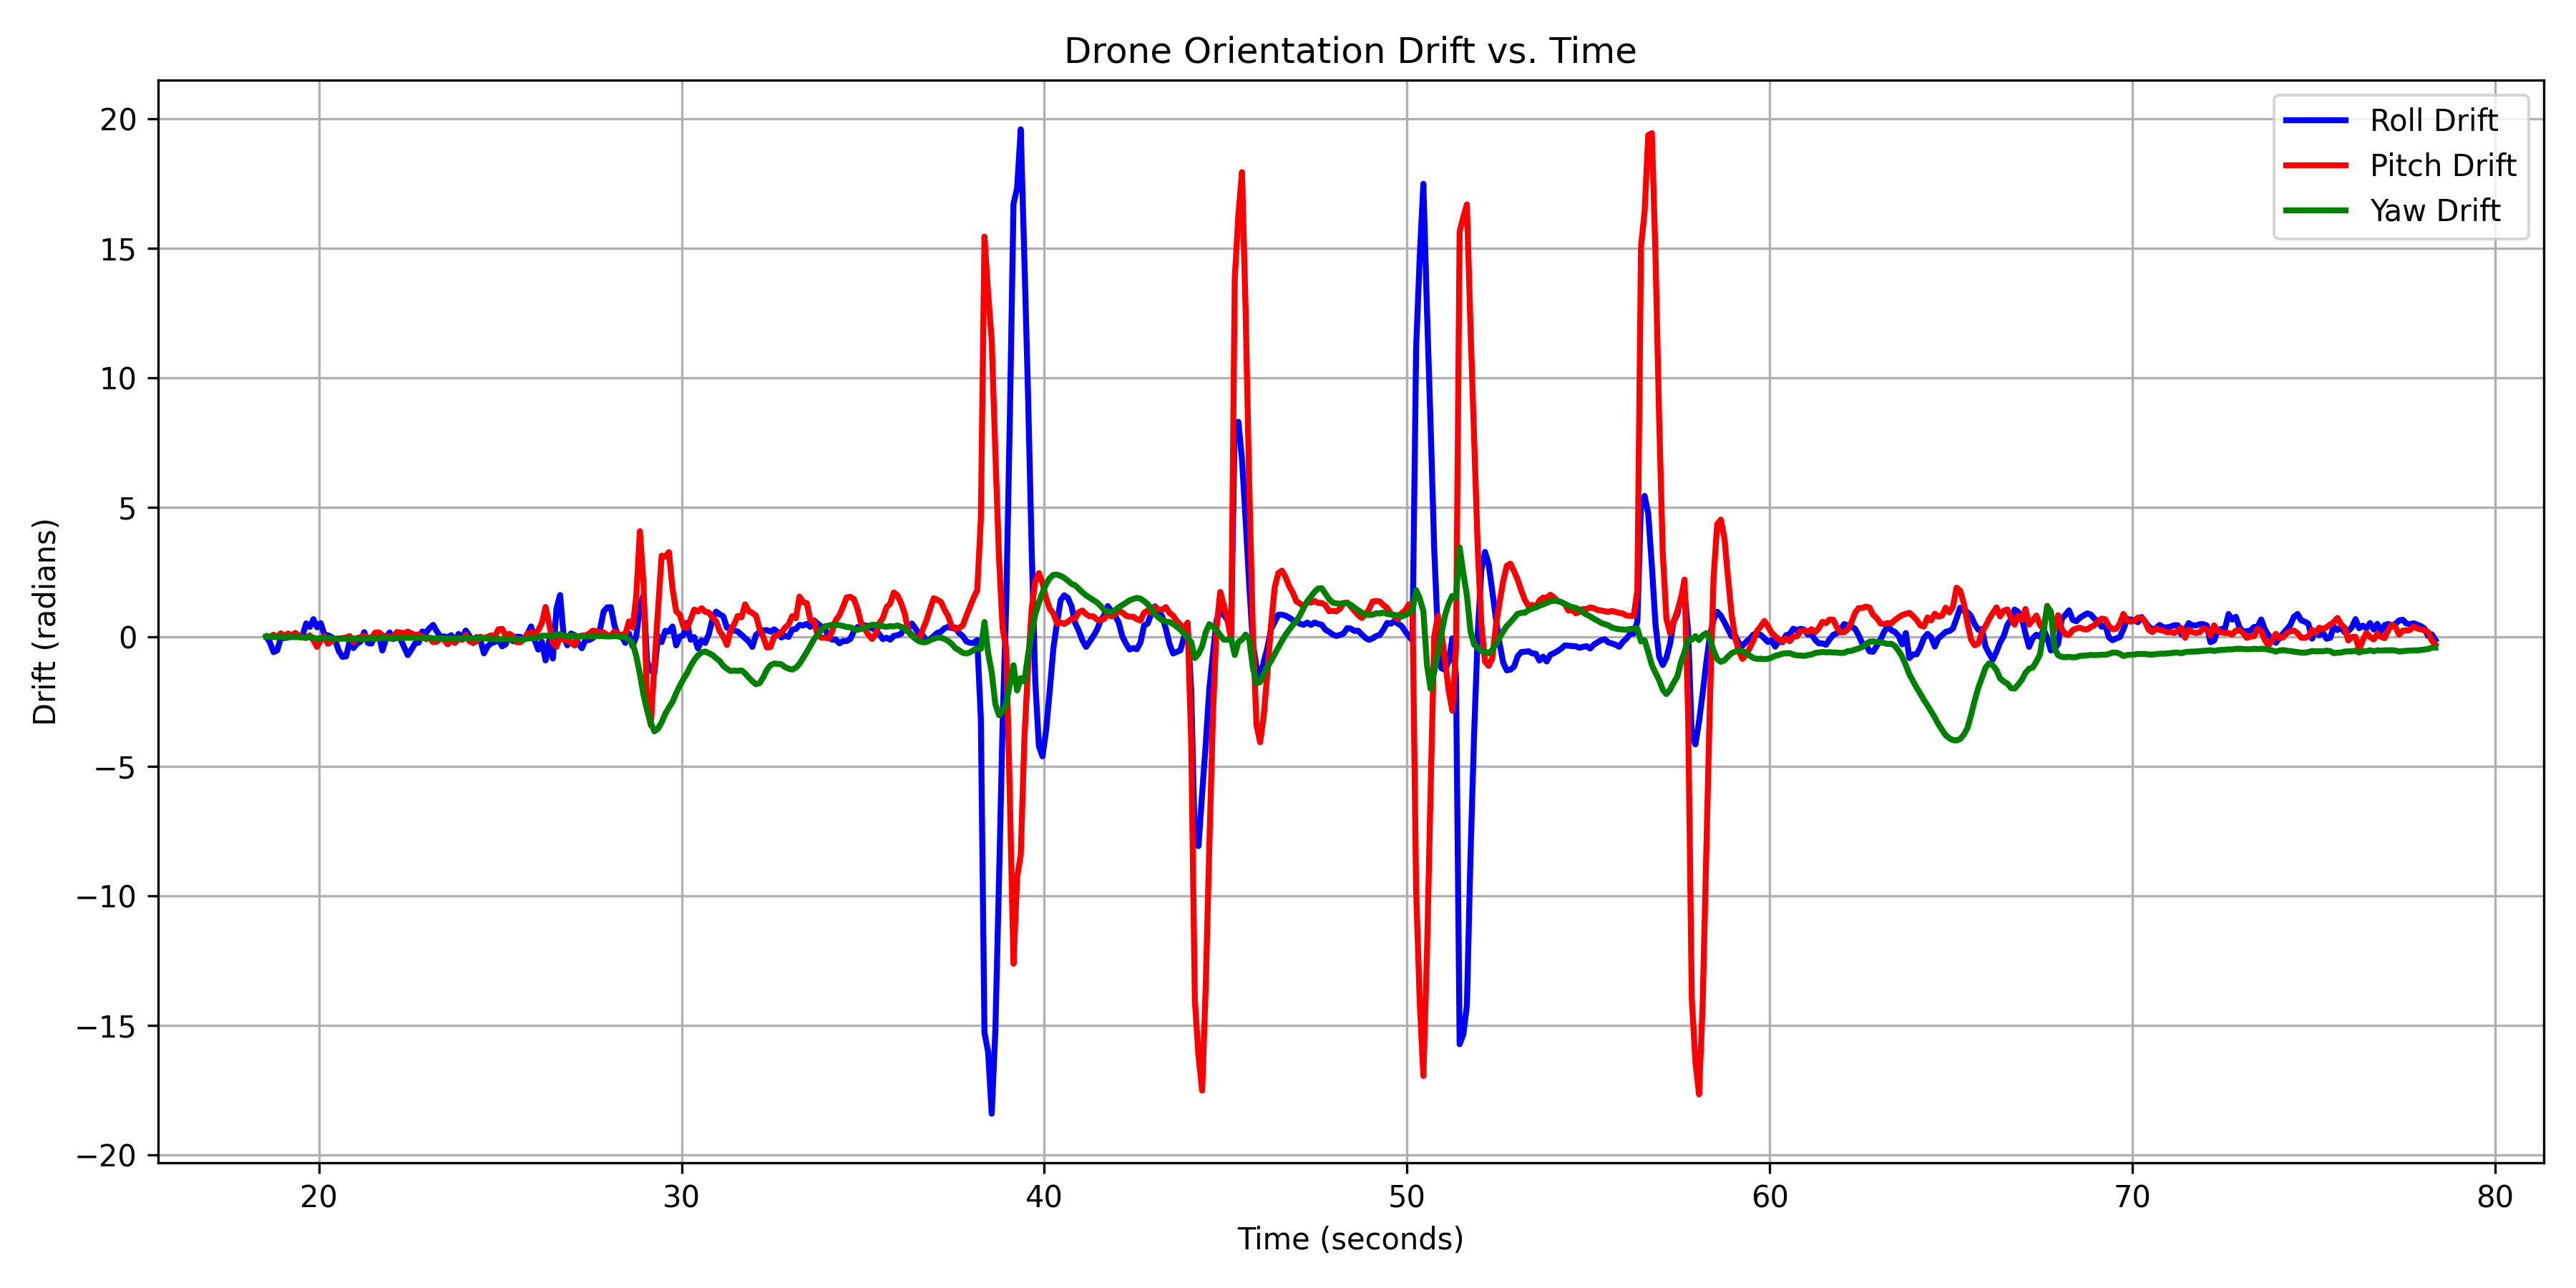 Drone Orientation Drift vs. Time
Roll Drift
Pitch Drift
Yaw Drift
Drift (radians)
20
15
10
5
0
−5
−10
−15
−20
20 30 40 50 60 70 80
Time (seconds)